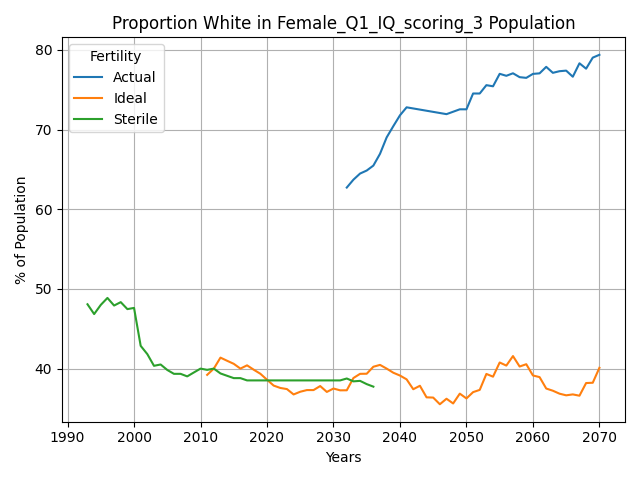 Proportion White in Female_Q1_IQ_scoring_3 Population
% of Population
80
70
60
50
40
Fertility
Actual
Ideal
Sterile
1990 2000 2010 2020 2030 2040 2050 2060 2070
Years